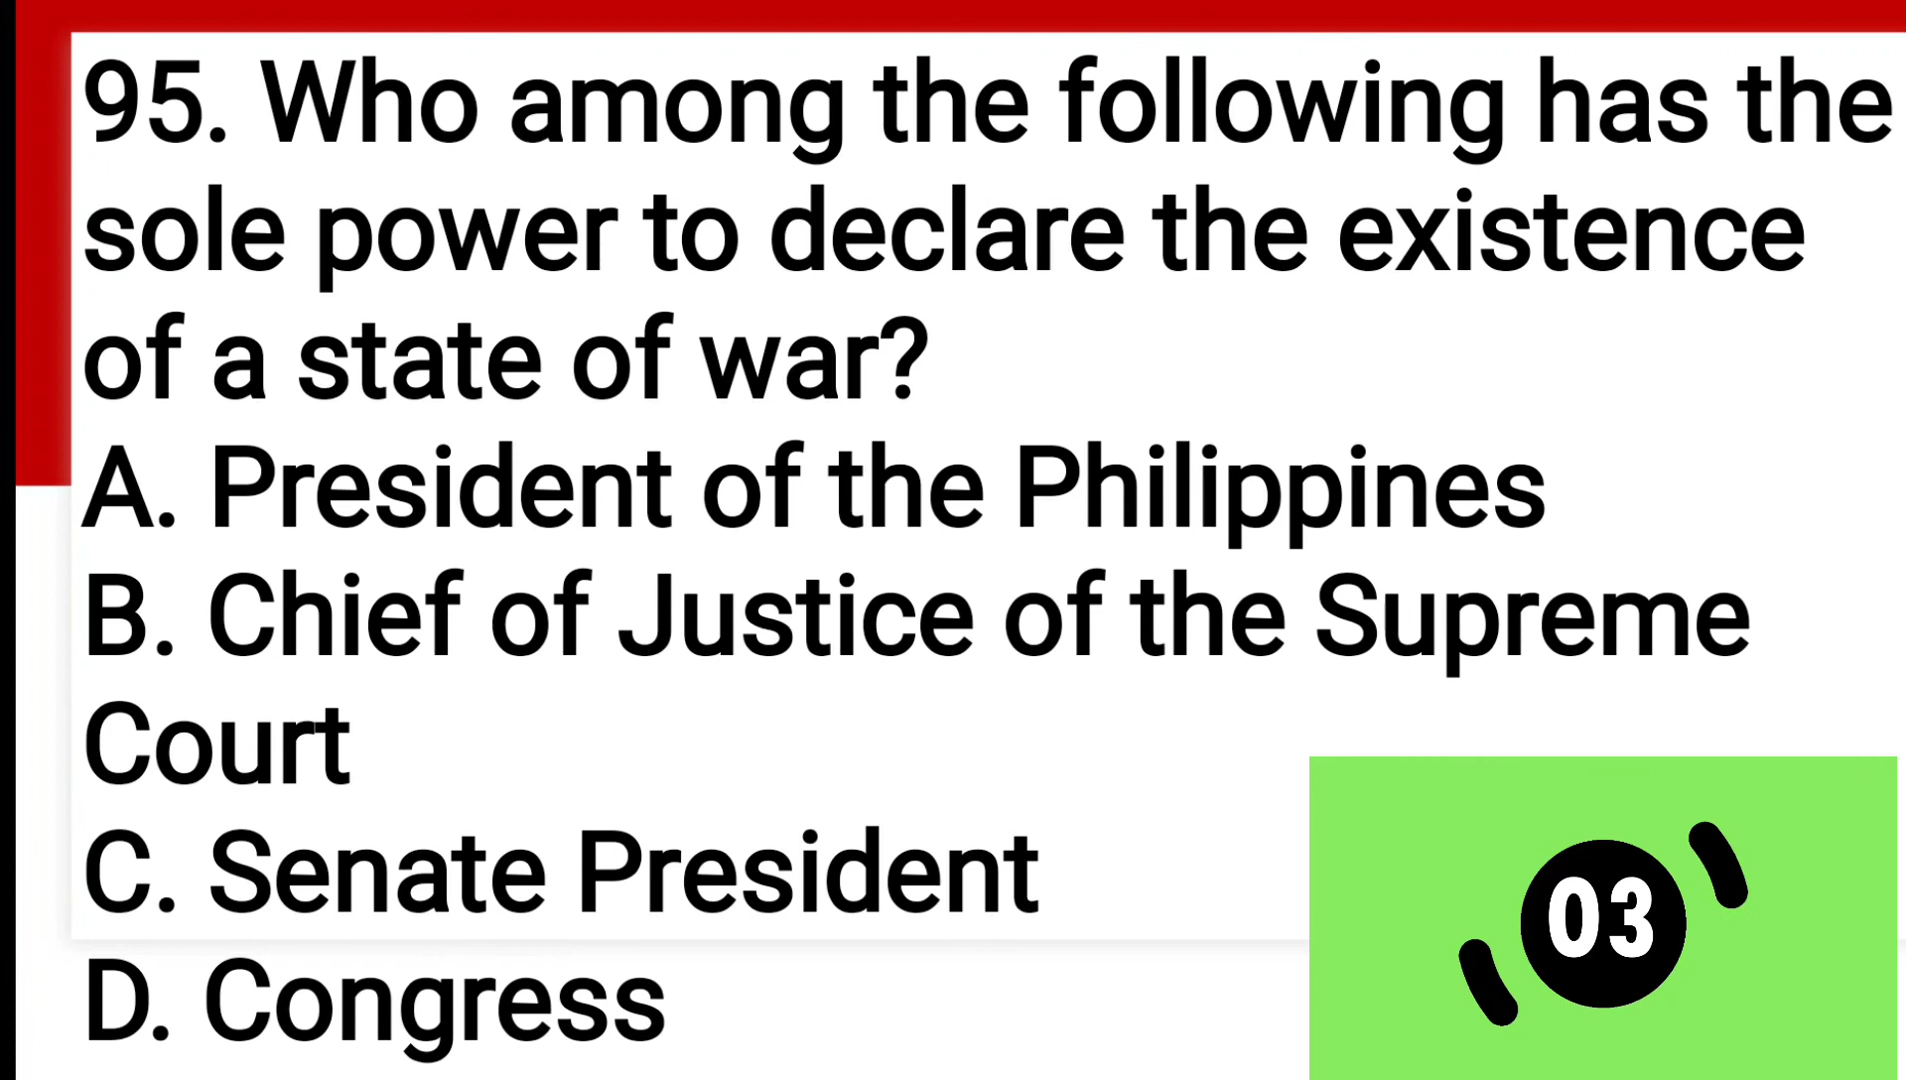 95. Who among the following has the
sole power to declare the existence
of a state of war?
A. President of the Philippines
B. Chief of Justice of the Supreme
Court
C. Senate President
D. Congress
03